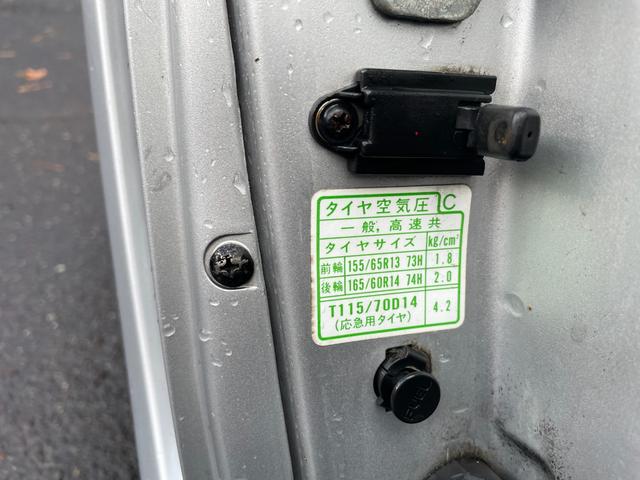 タイヤ空気圧 C
一般,高速共
タイヤサイズ kg/cm²
前輪 155/65R13 73H 1.8
後輪 165/60R14 74H 2.0
T115/70D14 4.2
(応急用タイヤ)
FUEL